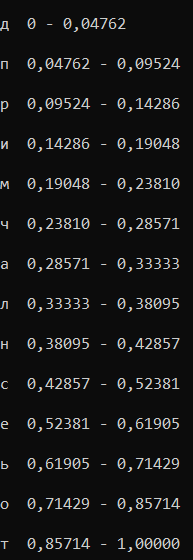 д 0 - 0,04762
п 0,04762 - 0,09524
р 0,09524 - 0,14286
и 0,14286 - 0,19048
м 0,19048 - 0,23810
ч 0,23810 - 0,28571
а 0,28571 - 0,33333
л 0,33333 - 0,38095
н 0,38095 - 0,42857
с 0,42857 - 0,52381
е 0,52381 - 0,61905
ь 0,61905 - 0,71429
о 0,71429 - 0,85714
т 0,85714 - 1,00000